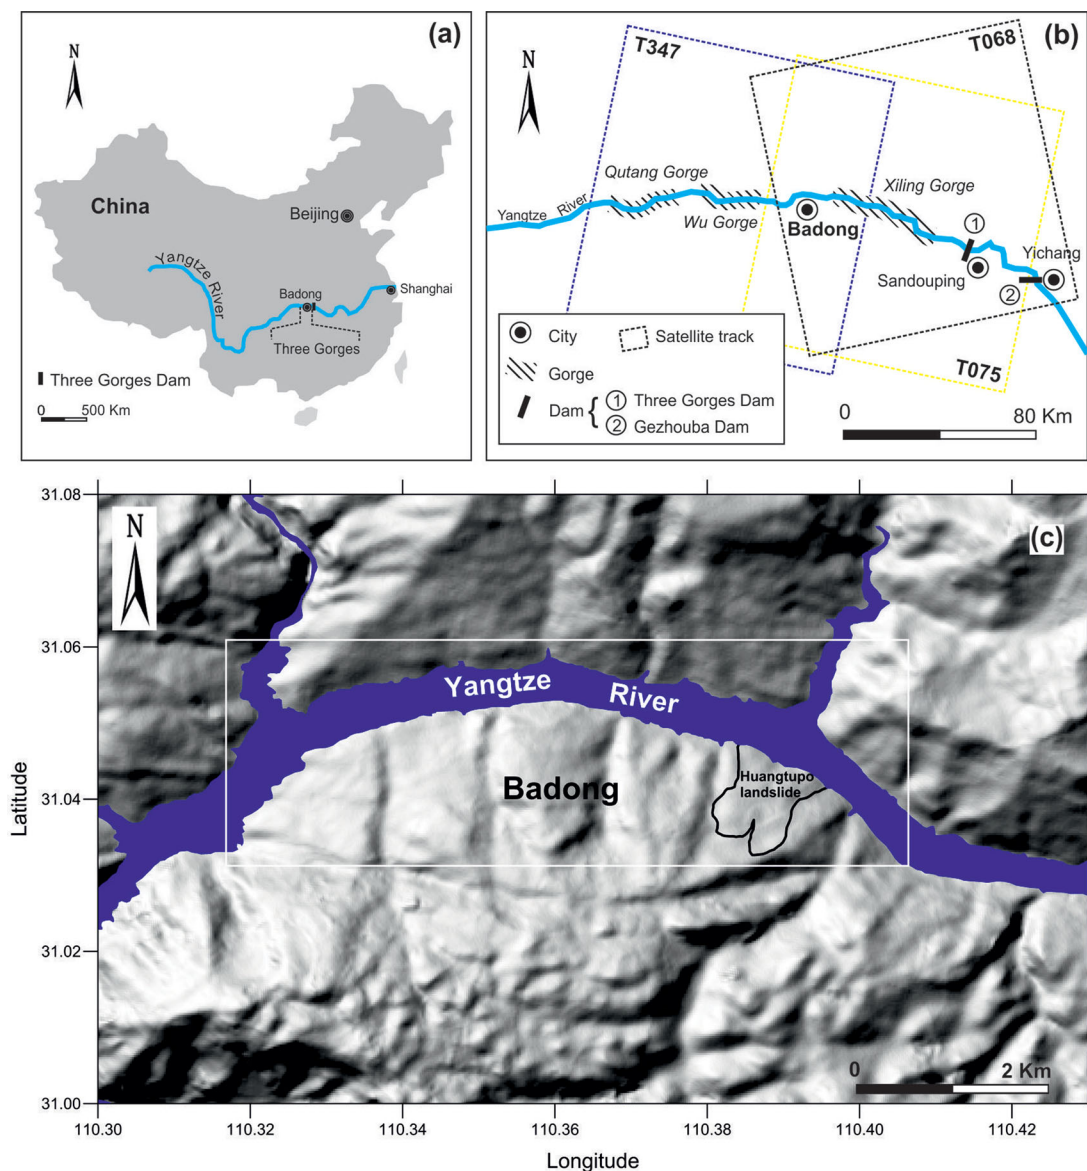 (a)
N
China
Beijing
Yangtze River
Badong
Shanghai
Three Gorges
Three Gorges Dam
0 500 Km
(b)
N
T347
T068
Qutang Gorge
Xiling Gorge
Yangtze River
Wu Gorge
Badong
1
Yichang
Sandouping
2
City
Satellite track
Gorge
T075
Dam { 1 Three Gorges Dam
2 Gezhouba Dam
0 80 Km
(c)
N
31.08
31.06
31.04
31.02
31.00
Latitude
Yangtze River
Badong
Huangtupo
landslide
0 2 Km
110.30 110.32 110.34 110.36 110.38 110.40 110.42
Longitude